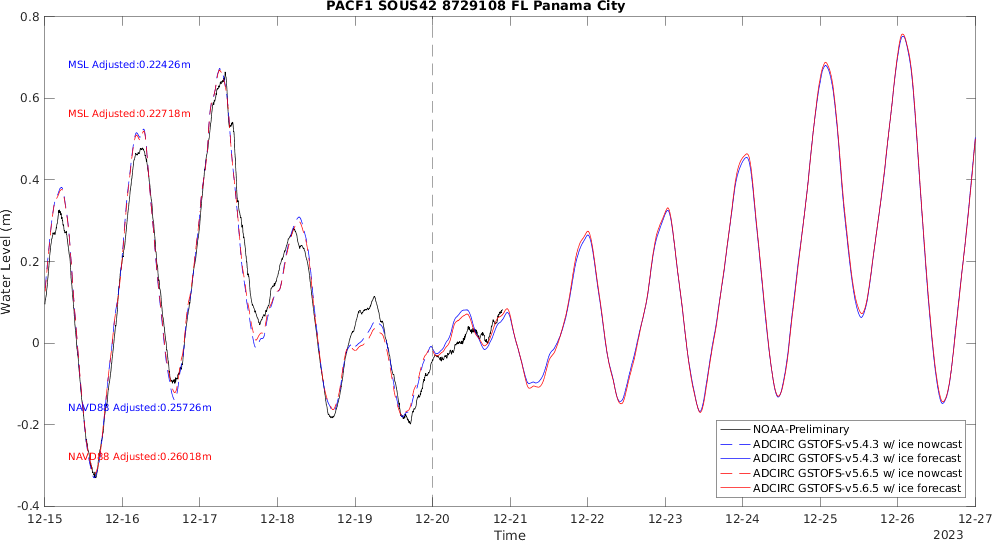 PACF1 SOUS42 8729108 FL Panama City
0.8
MSL Adjusted:0.22426m
0.6
MSL Adjusted:0.22718m
0.4
Water Level (m)
0.2
0
-0.2
NAVD88 Adjusted:0.25726m
NAVD88 Adjusted:0.26018m
-0.4
NOAA-Preliminary
ADCIRC GSTOFS-v5.4.3 w/ ice nowcast
ADCIRC GSTOFS-v5.4.3 w/ ice forecast
ADCIRC GSTOFS-v5.6.5 w/ ice nowcast
ADCIRC GSTOFS-v5.6.5 w/ ice forecast
12-15 12-16 12-17 12-18 12-19 12-20 12-21 12-22 12-23 12-24 12-25 12-26 12-27
Time
2023